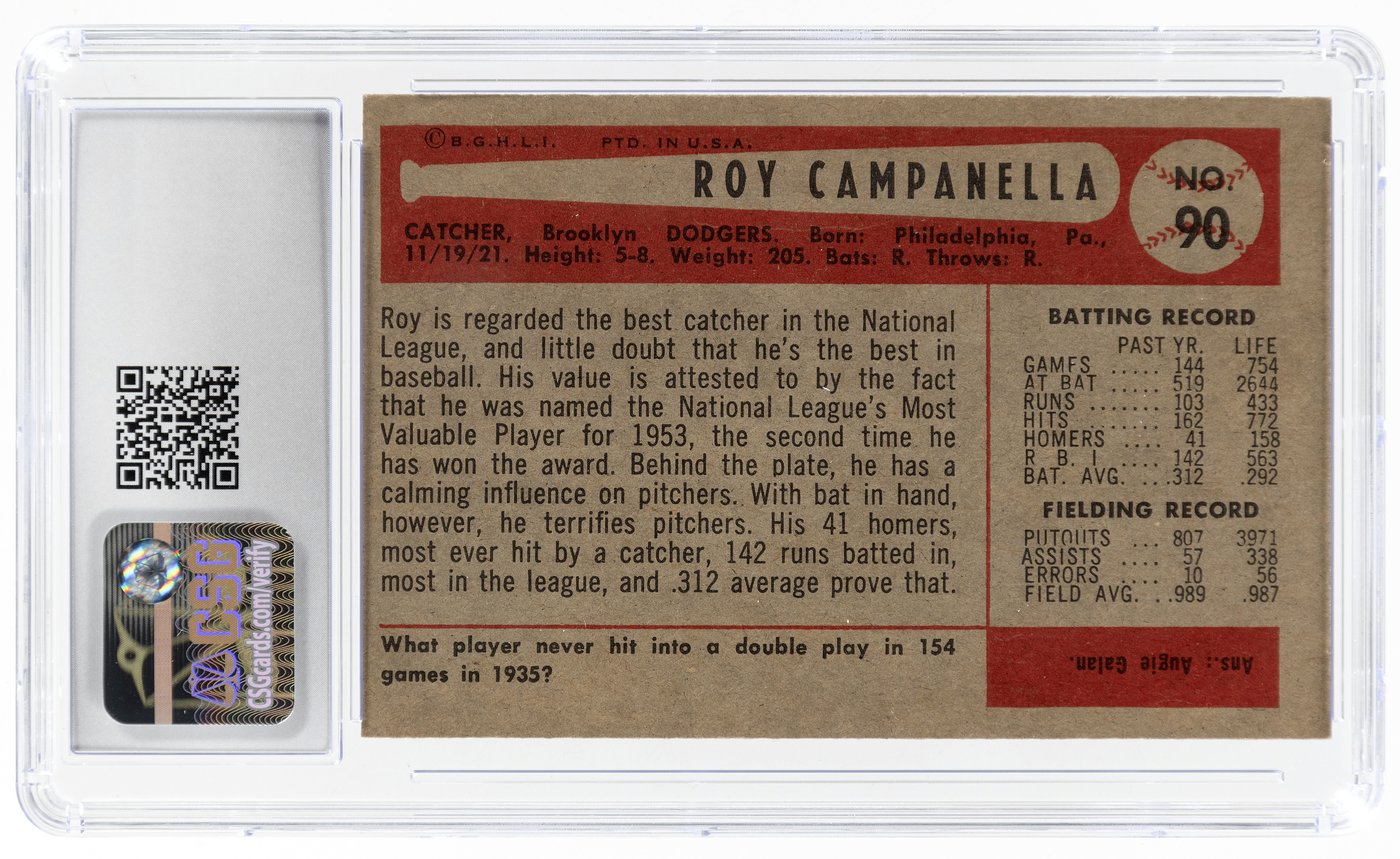 ©B.G.H.L.I. PTD. IN U.S.A.
ROY CAMPANELLA
NO.
90
CATCHER, Brooklyn DODGERS. Born: Philadelphia, Pa.,
11/19/21. Height: 5-8. Weight: 205. Bats: R. Throws: R.
Roy is regarded the best catcher in the National
League, and little doubt that he's the best in
baseball. His value is attested to by the fact
that he was named the National League's Most
Valuable Player for 1953, the second time he
has won the award. Behind the plate, he has a
calming influence on pitchers. With bat in hand,
however, he terrifies pitchers. His 41 homers,
most ever hit by a catcher, 142 runs batted in,
most in the league, and .312 average prove that.
What player never hit into a double play in 154
games in 1935?
BATTING RECORD
PAST YR. LIFE
GAMES ..... 144 754
AT BAT ..... 519 2644
RUNS ....... 103 433
HITS ...... 162 772
HOMERS .... 41 158
R B. I. .... 142 563
BAT. AVG. ...312 .292
FIELDING RECORD
PUTOUTS ... 807 3971
ASSISTS .... 57 338
ERRORS .... 10 56
FIELD AVG. ..989 .987
Ans.: Augie Galan.
CSG
CSGcards.com/verify